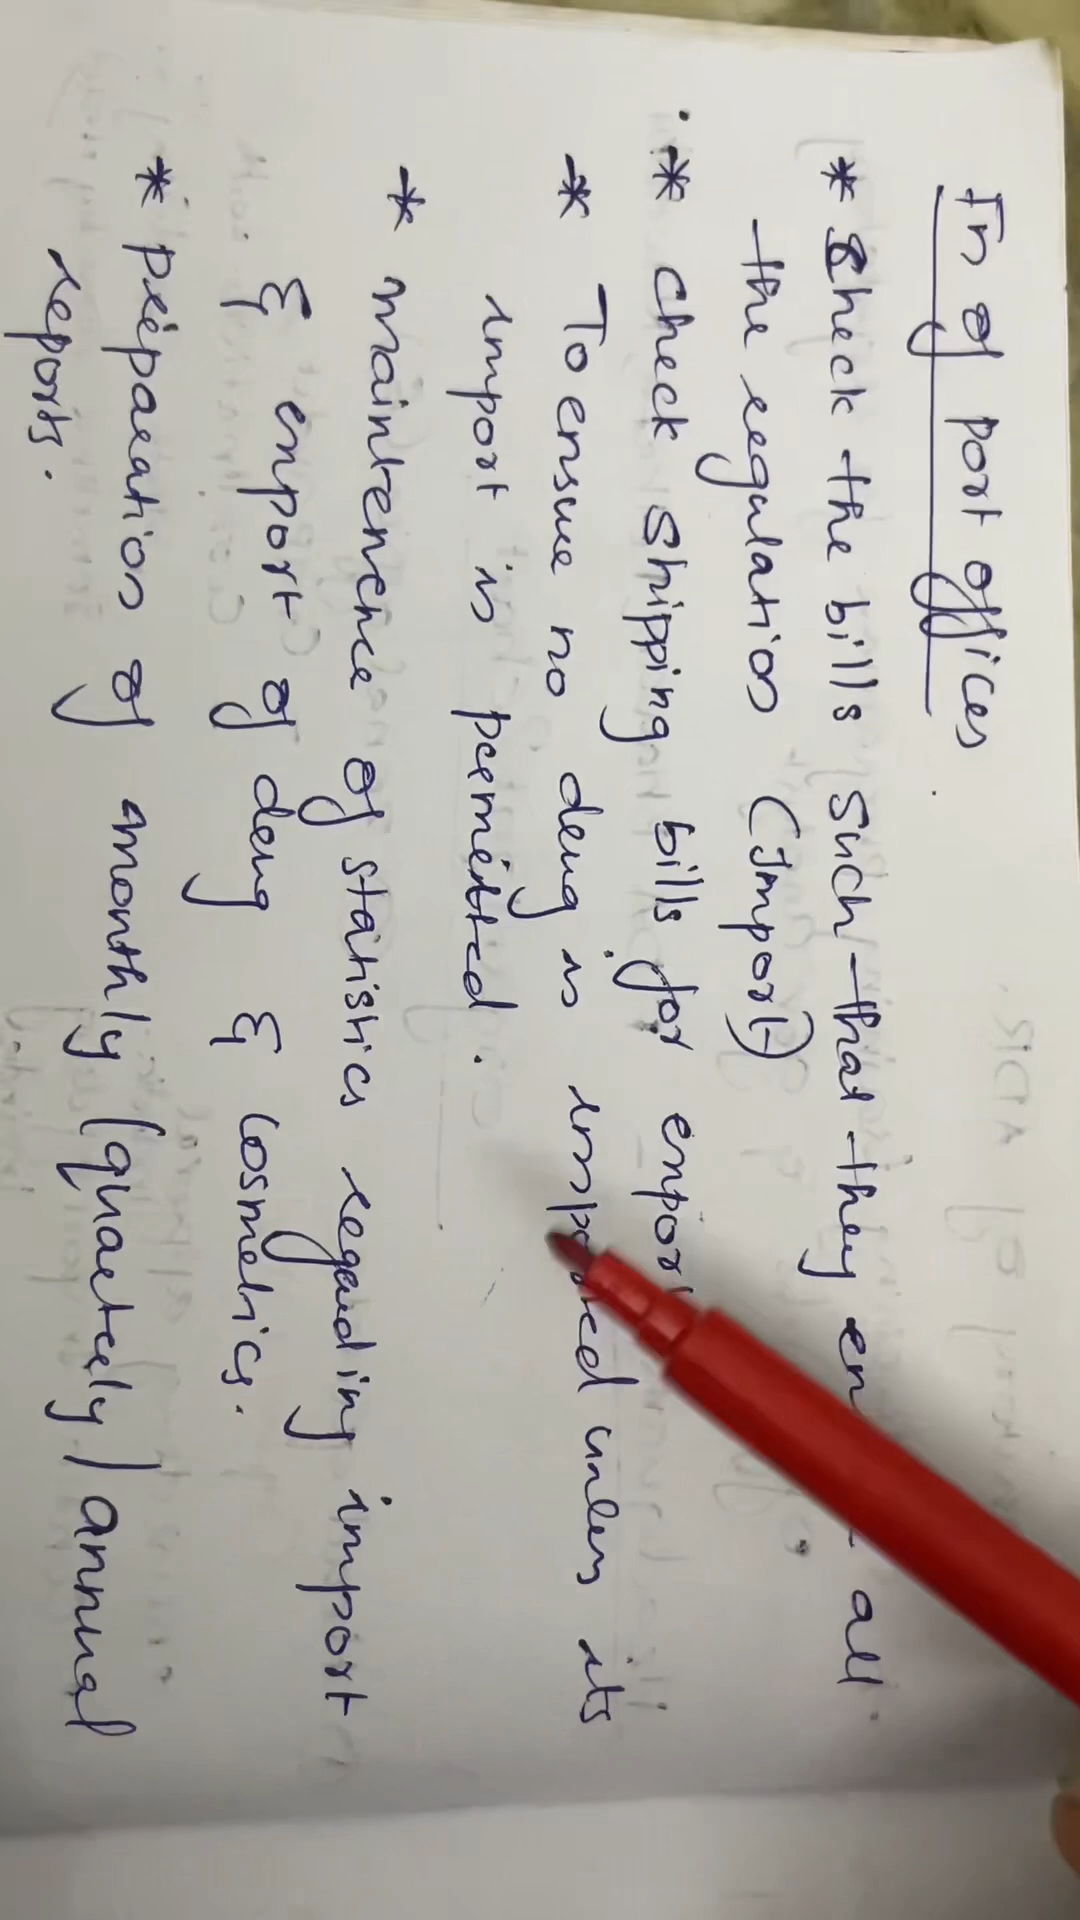 Fn of port offices
* check the bills such that they all
the regulation (Import)
* check shipping bills for export
* To ensure no drug is imported unless its
import is permitted.
* maintenence of statistics regarding import
& export of drug & cosmetics.
* preparation of monthly (quarterly) annual
reports.